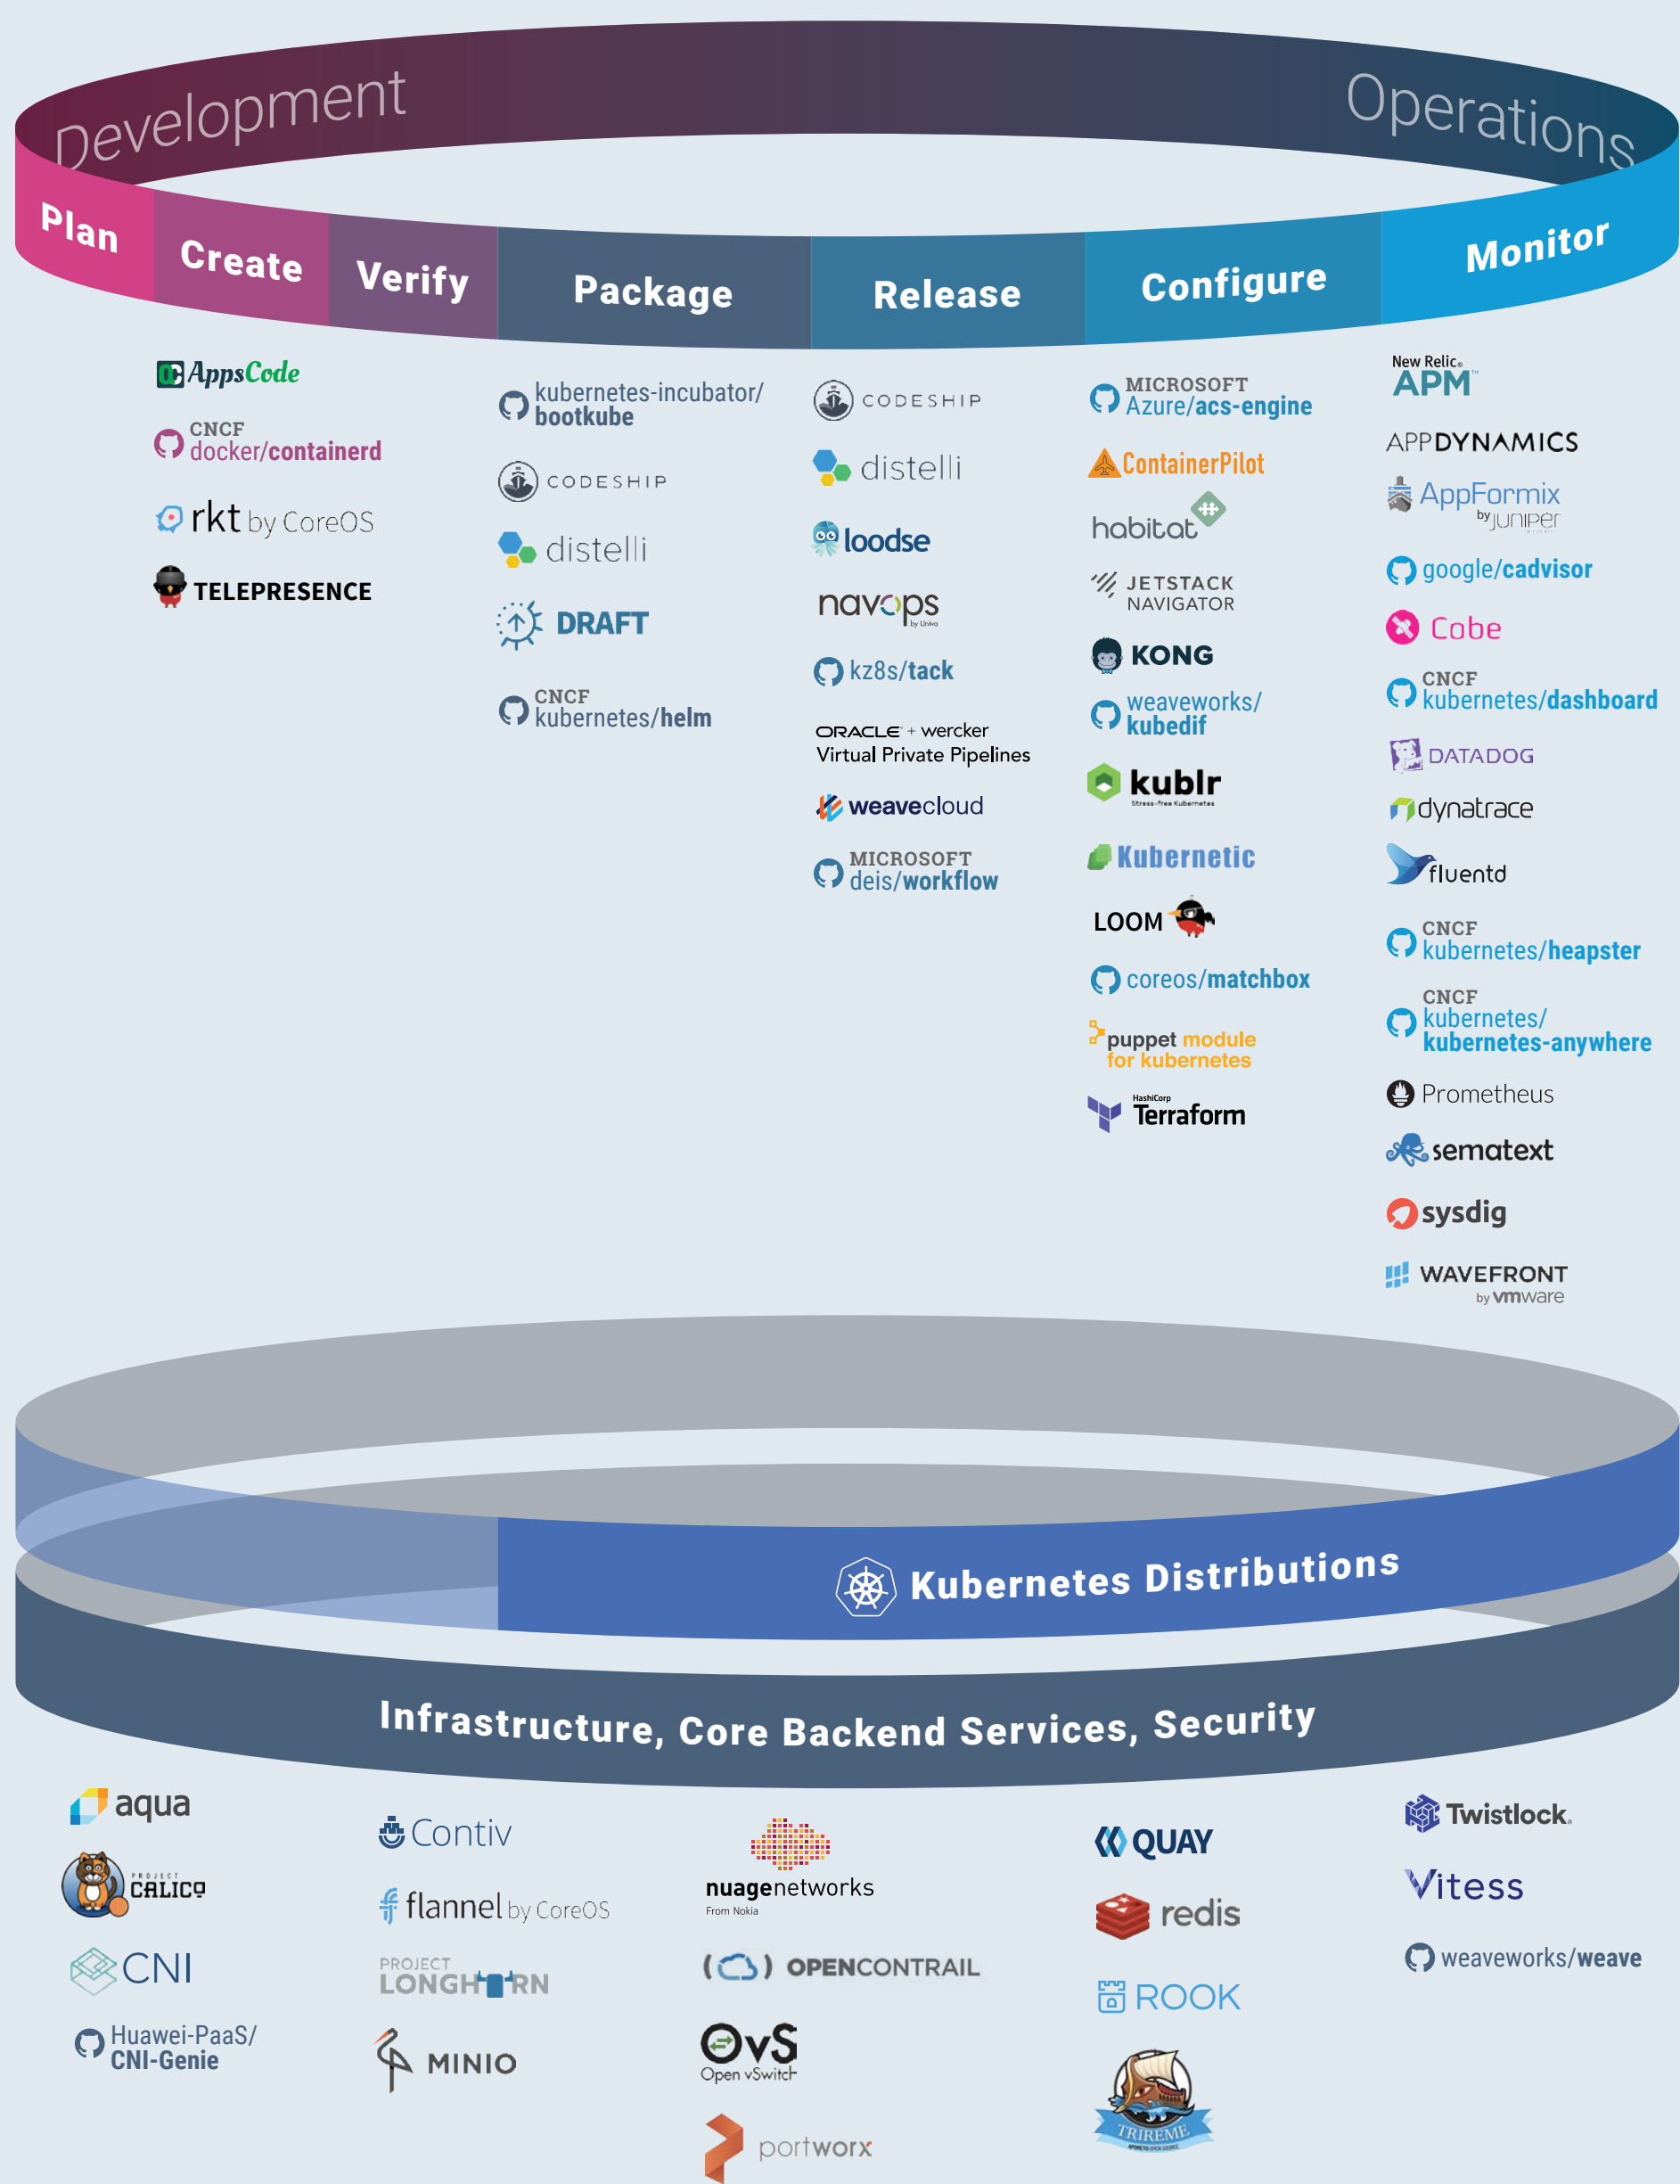 Development
Operations
Plan
Create
Verify
Package
Release
Configure
Monitor
AppsCode
CNCF
docker/containerd
rkt by CoreOS
TELEPRESENCE
kubernetes-incubator/
bootkube
CODESHIP
distelli
DRAFT
CNCF
kubernetes/helm
CODESHIP
distelli
loodse
navops
by Univa
kz8s/tack
ORACLE + wercker
Virtual Private Pipelines
weavecloud
MICROSOFT
deis/workflow
MICROSOFT
Azure/acs-engine
ContainerPilot
habitat
JETSTACK
NAVIGATOR
KONG
weaveworks/
kubedif
kublr
Stress-free Kubernetes
Kubernetic
LOOM
coreos/matchbox
puppet module
for kubernetes
HashiCorp
Terraform
New Relic®
APM™
APPDYNAMICS
AppFormix
by JUNIPER
google/cadvisor
Cobe
CNCF
kubernetes/dashboard
DATADOG
dynatrace
fluentd
CNCF
kubernetes/heapster
CNCF
kubernetes/
kubernetes-anywhere
Prometheus
sematext
sysdig
WAVEFRONT
by vmware
Kubernetes Distributions
Infrastructure, Core Backend Services, Security
aqua
PROJECT
CALICO
CNI
Huawei-PaaS/
CNI-Genie
Contiv
flannel by CoreOS
PROJECT
LONGHORN
MINIO
nuagenetworks
From Nokia
OPENCONTRAIL
OvS
Open vSwitch
portworx
QUAY
redis
ROOK
TRIREME
Twistlock®
Vitess
weaveworks/weave